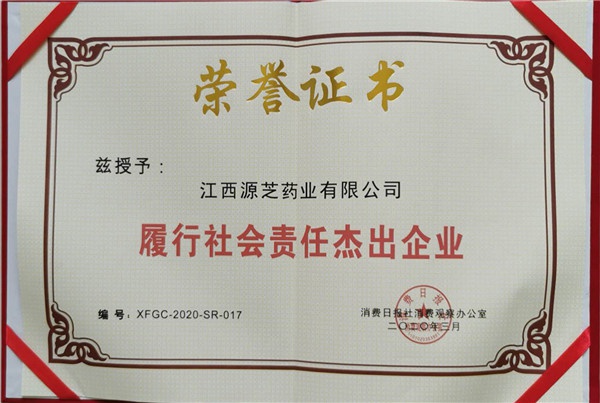 荣誉证书
兹授予：
江西源芝药业有限公司
履行社会责任杰出企业
编 号：XFGC-2020-SR-017
消费日报社消费观察办公室
二〇二〇年三月